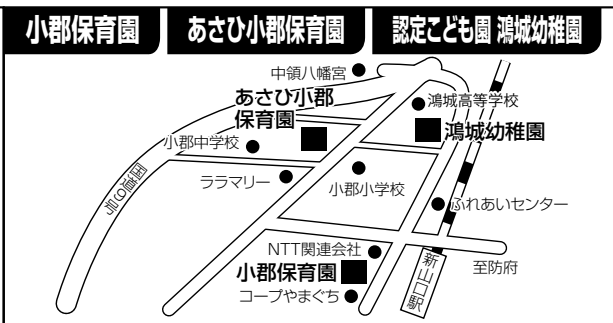 小郡保育園
あさひ小郡保育園
認定こども園 鴻城幼稚園
中領八幡宮
あさひ小郡
保育園
鴻城高等学校
鴻城幼稚園
小郡中学校
国道9号
ララマリー
小郡小学校
ふれあいセンター
NTT関連会社
小郡保育園
新山口駅
至防府
コープやまぐち